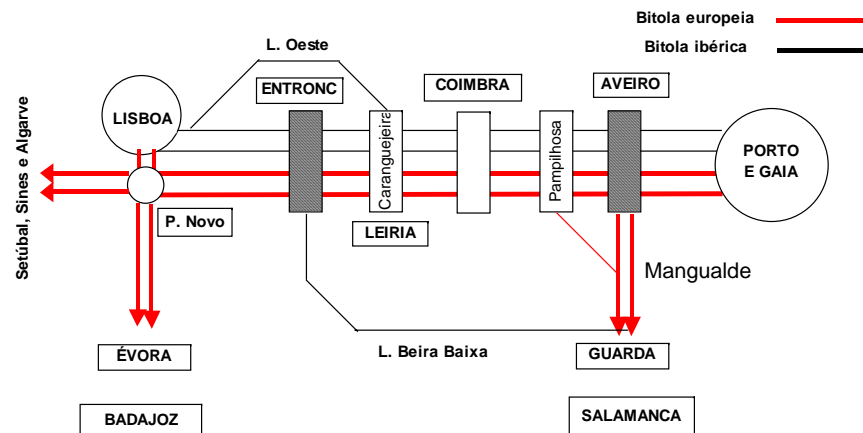 Bitola europeia
Bitola ibérica
L. Oeste
ENTRONC
COIMBRA
AVEIRO
LISBOA
Caranguejeira
Pampilhosa
PORTO
E GAIA
Setúbal, Sines e Algarve
P. Novo
LEIRIA
Mangualde
ÉVORA
L. Beira Baixa
GUARDA
BADAJOZ
SALAMANCA